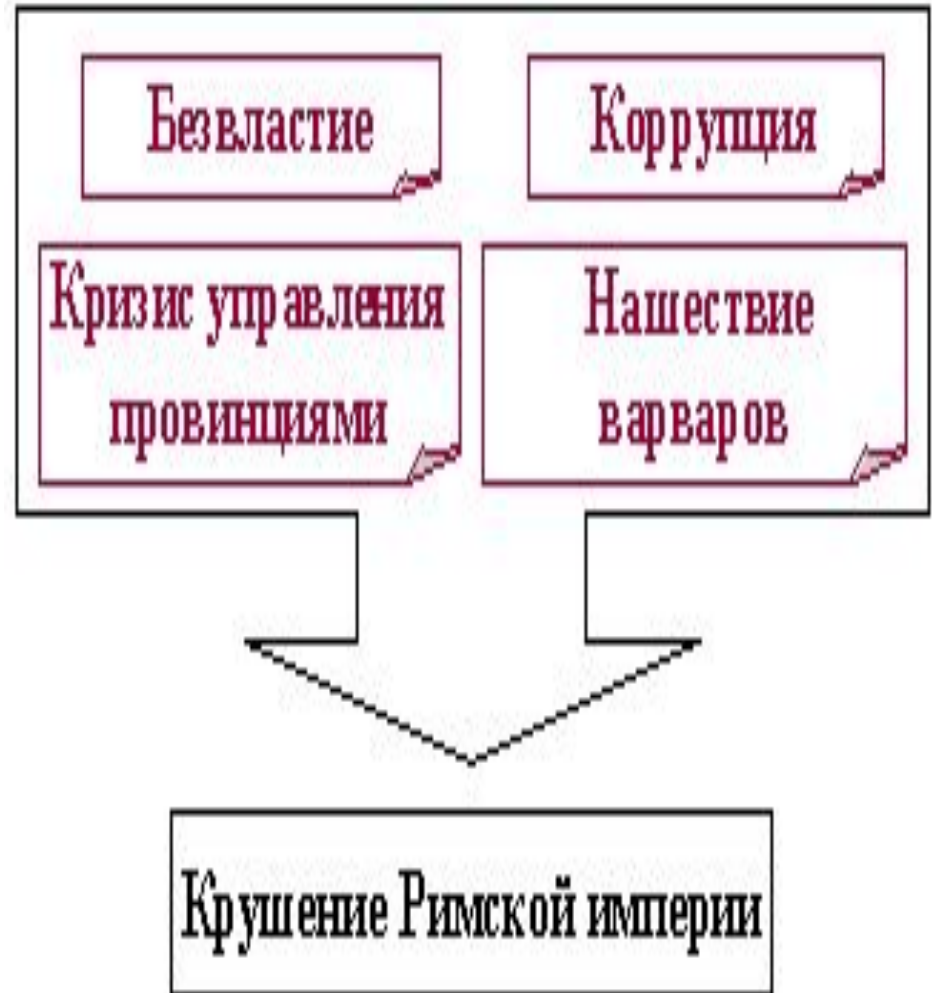 Безвластие
Коррупция
Кризис управления
провинциями
Нашествие
варваров
Крушение Римской империи